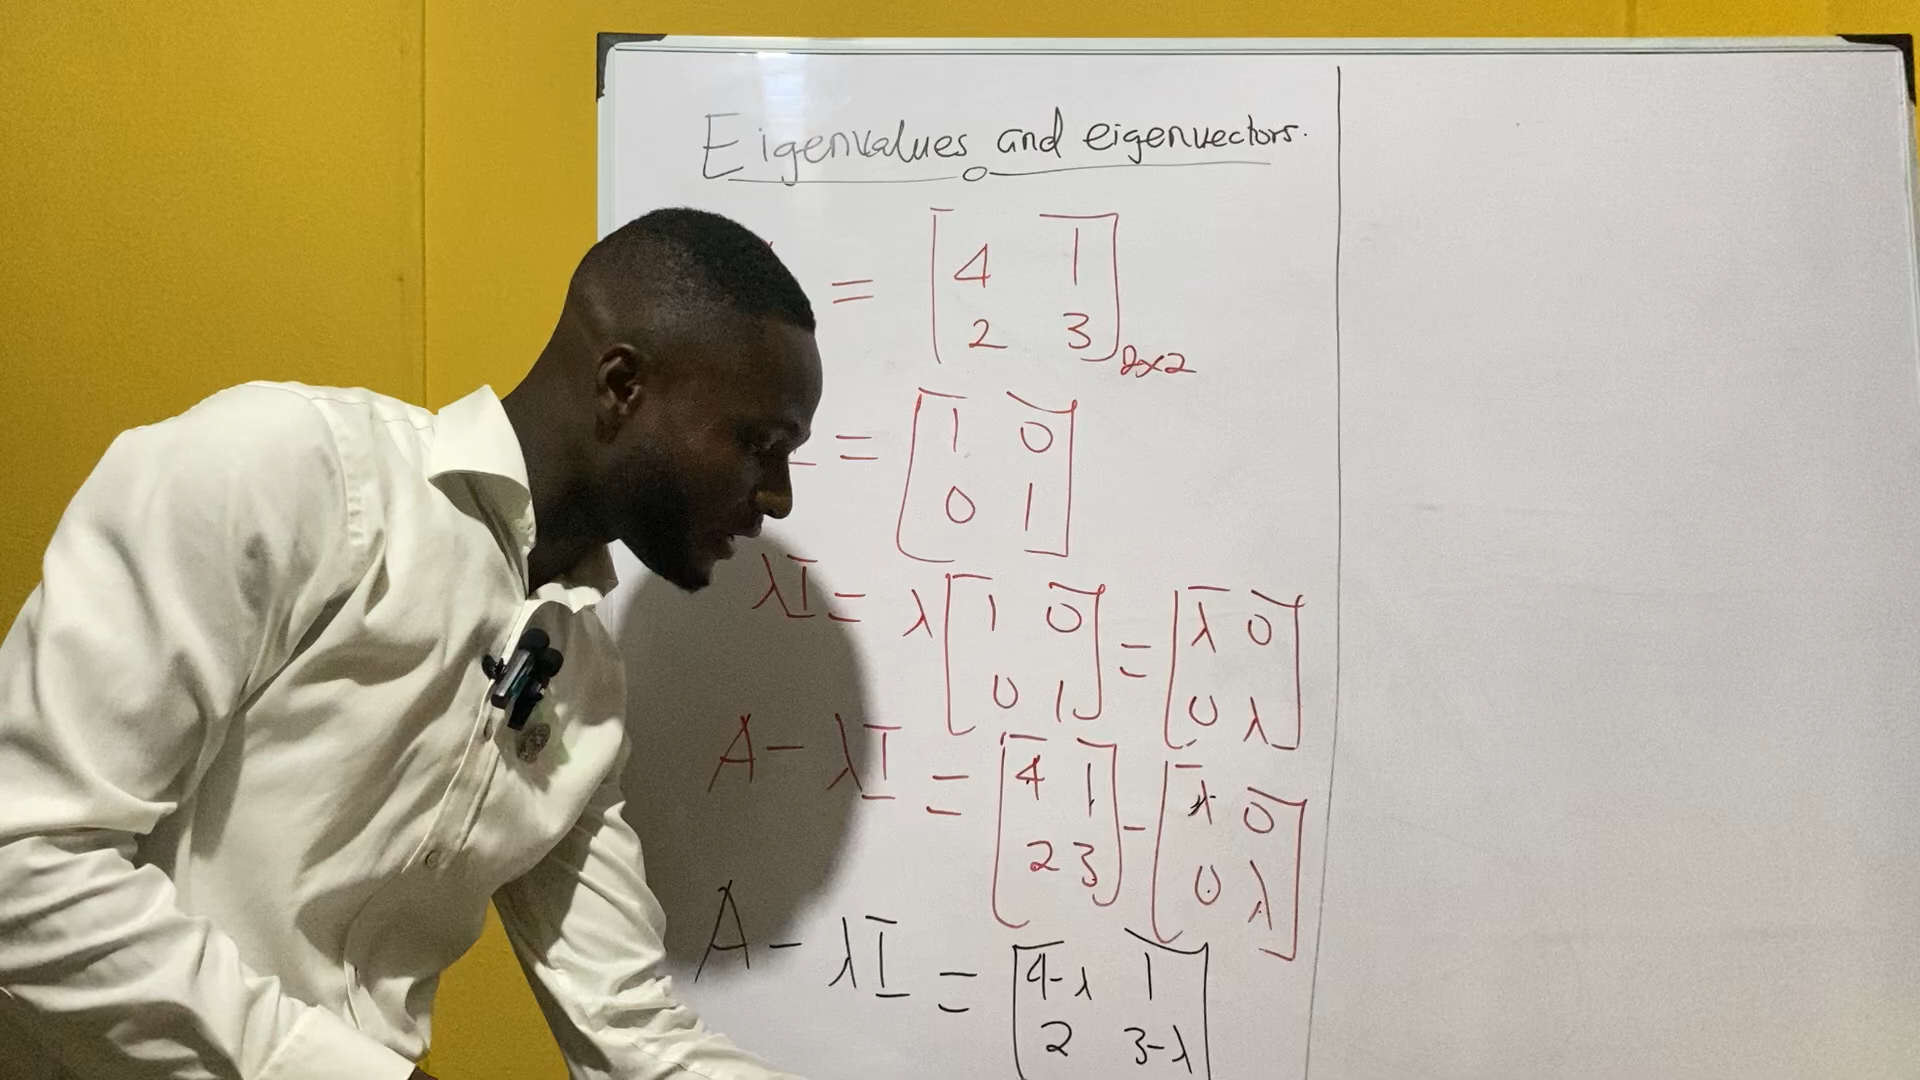 Eigenvalues and eigenvectors.
= [4 1
2 3] 2x2
= [1 0
0 1]
λI = λ [1 0
0 1] = [λ 0
0 λ]
A - λI = [4 1
2 3] - [λ 0
0 λ]
A - λI = [4-λ 1
2 3-λ]